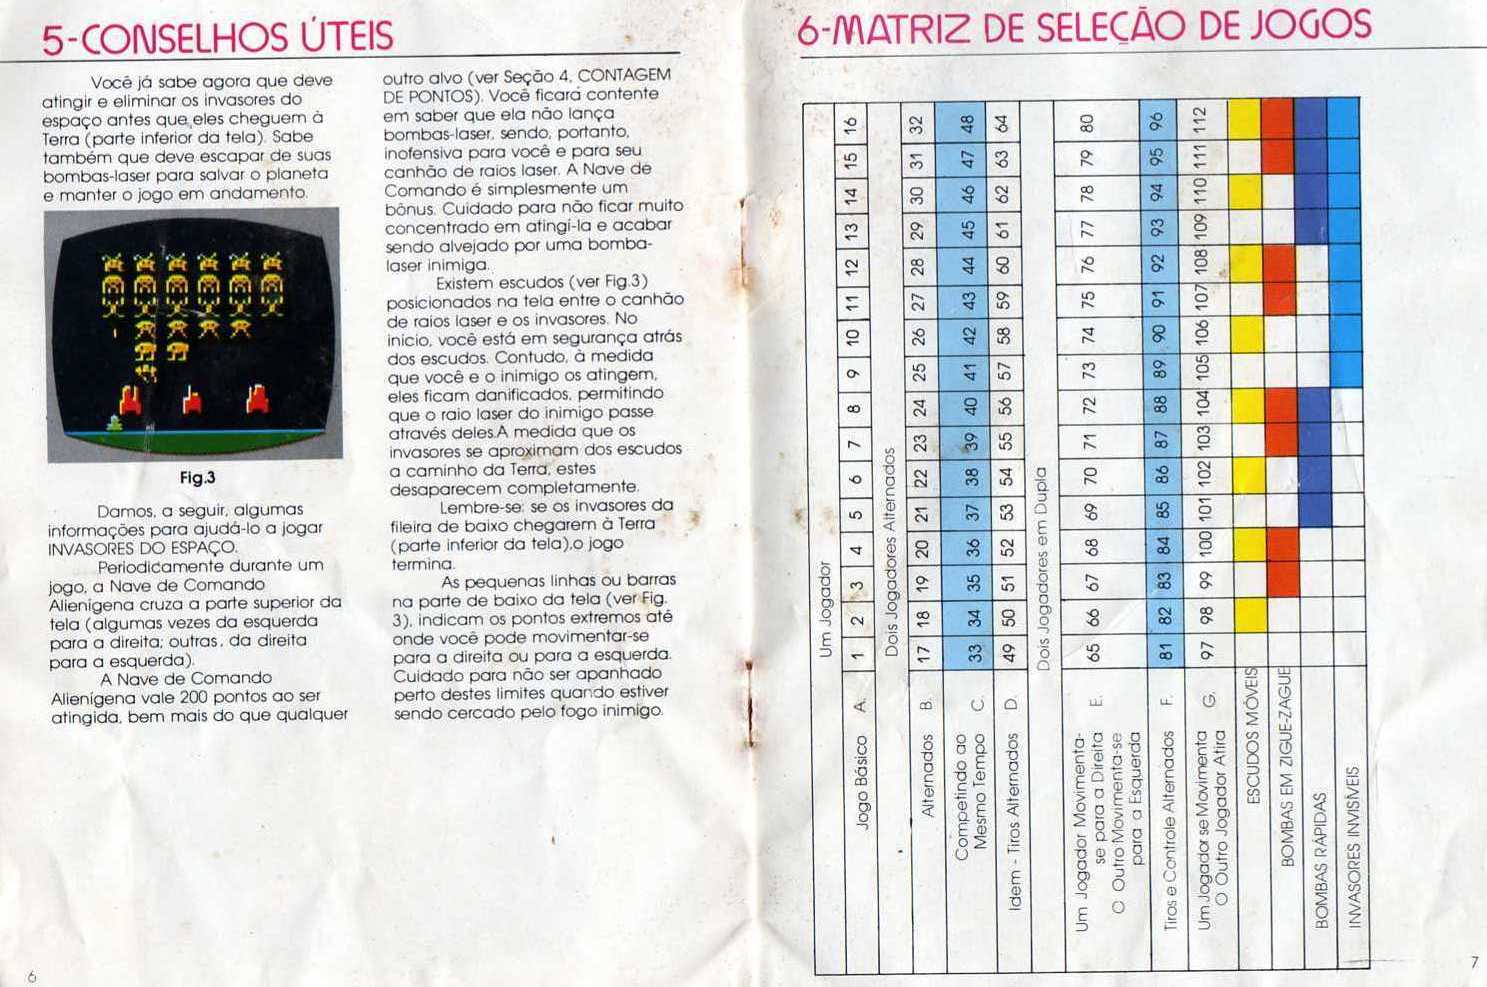 5-CONSELHOS ÚTEIS
Você já sabe agora que deve
atingir e eliminar os invasores do
espaço antes que eles cheguem à
Terra (parte inferior da tela). Sabe
também que deve escapar de suas
bombas-laser para salvar o planeta
e manter o jogo em andamento.
Fig.3
Damos, a seguir, algumas
informações para ajudá-lo a jogar
INVASORES DO ESPAÇO.
Periodicamente durante um
jogo, a Nave de Comando
Alienígena cruza a parte superior da
tela (algumas vezes da esquerda
para a direita; outras, da direita
para a esquerda).
A Nave de Comando
Alienígena vale 200 pontos ao ser
atingida, bem mais do que qualquer
outro alvo (ver Seção 4, CONTAGEM
DE PONTOS). Você ficará contente
em saber que ela não lança
bombas-laser, sendo, portanto,
inofensiva para você e para seu
canhão de raios laser. A Nave de
Comando é simplesmente um
bônus. Cuidado para não ficar muito
concentrado em atingi-la e acabar
sendo alvejado por uma bomba-
laser inimiga.
Existem escudos (ver Fig.3)
posicionados na tela entre o canhão
de raios laser e os invasores. No
início, você está em segurança atrás
dos escudos. Contudo, à medida
que você e o inimigo os atingem,
eles ficam danificados, permitindo
que o raio laser do inimigo passe
através deles.A medida que os
invasores se aproximam dos escudos
a caminho da Terra, estes
desaparecem completamente.
Lembre-se: se os invasores da
fileira de baixo chegarem à Terra
(parte inferior da tela),o jogo
termina.
As pequenas linhas ou barras
na parte de baixo da tela (ver Fig.
3), indicam os pontos extremos até
onde você pode movimentar-se
para a direita ou para a esquerda.
Cuidado para não ser apanhado
perto destes limites quando estiver
sendo cercado pelo fogo inimigo.
6
6-MATRIZ DE SELEÇÃO DE JOGOS
Um Jogador
Jogo Básico A. 1 2 3 4 5 6 7 8 9 10 11 12 13 14 15 16
Dois Jogadores Alternados
Alternados B. 17 18 19 20 21 22 23 24 25 26 27 28 29 30 31 32
Competindo ao
Mesmo Tempo C. 33 34 35 36 37 38 39 40 41 42 43 44 45 46 47 48
Idem - Tiros Alternados D. 49 50 51 52 53 54 55 56 57 58 59 60 61 62 63 64
Dois Jogadores em Dupla
Um Jogador Movimenta-
se para a Direita
O Outro Movimenta-se
para a Esquerda
E. 65 66 67 68 69 70 71 72 73 74 75 76 77 78 79 80
Tiros e Controle Alternados F. 81 82 83 84 85 86 87 88 89 90 91 92 93 94 95 96
Um Jogador se Movimenta
O Outro Jogador Atira
G. 97 98 99 100 101 102 103 104 105 106 107 108 109 110 111 112
ESCUDOS MÓVEIS
BOMBAS EM ZIGUE-ZAGUE
BOMBAS RÁPIDAS
INVASORES INVISÍVEIS
7